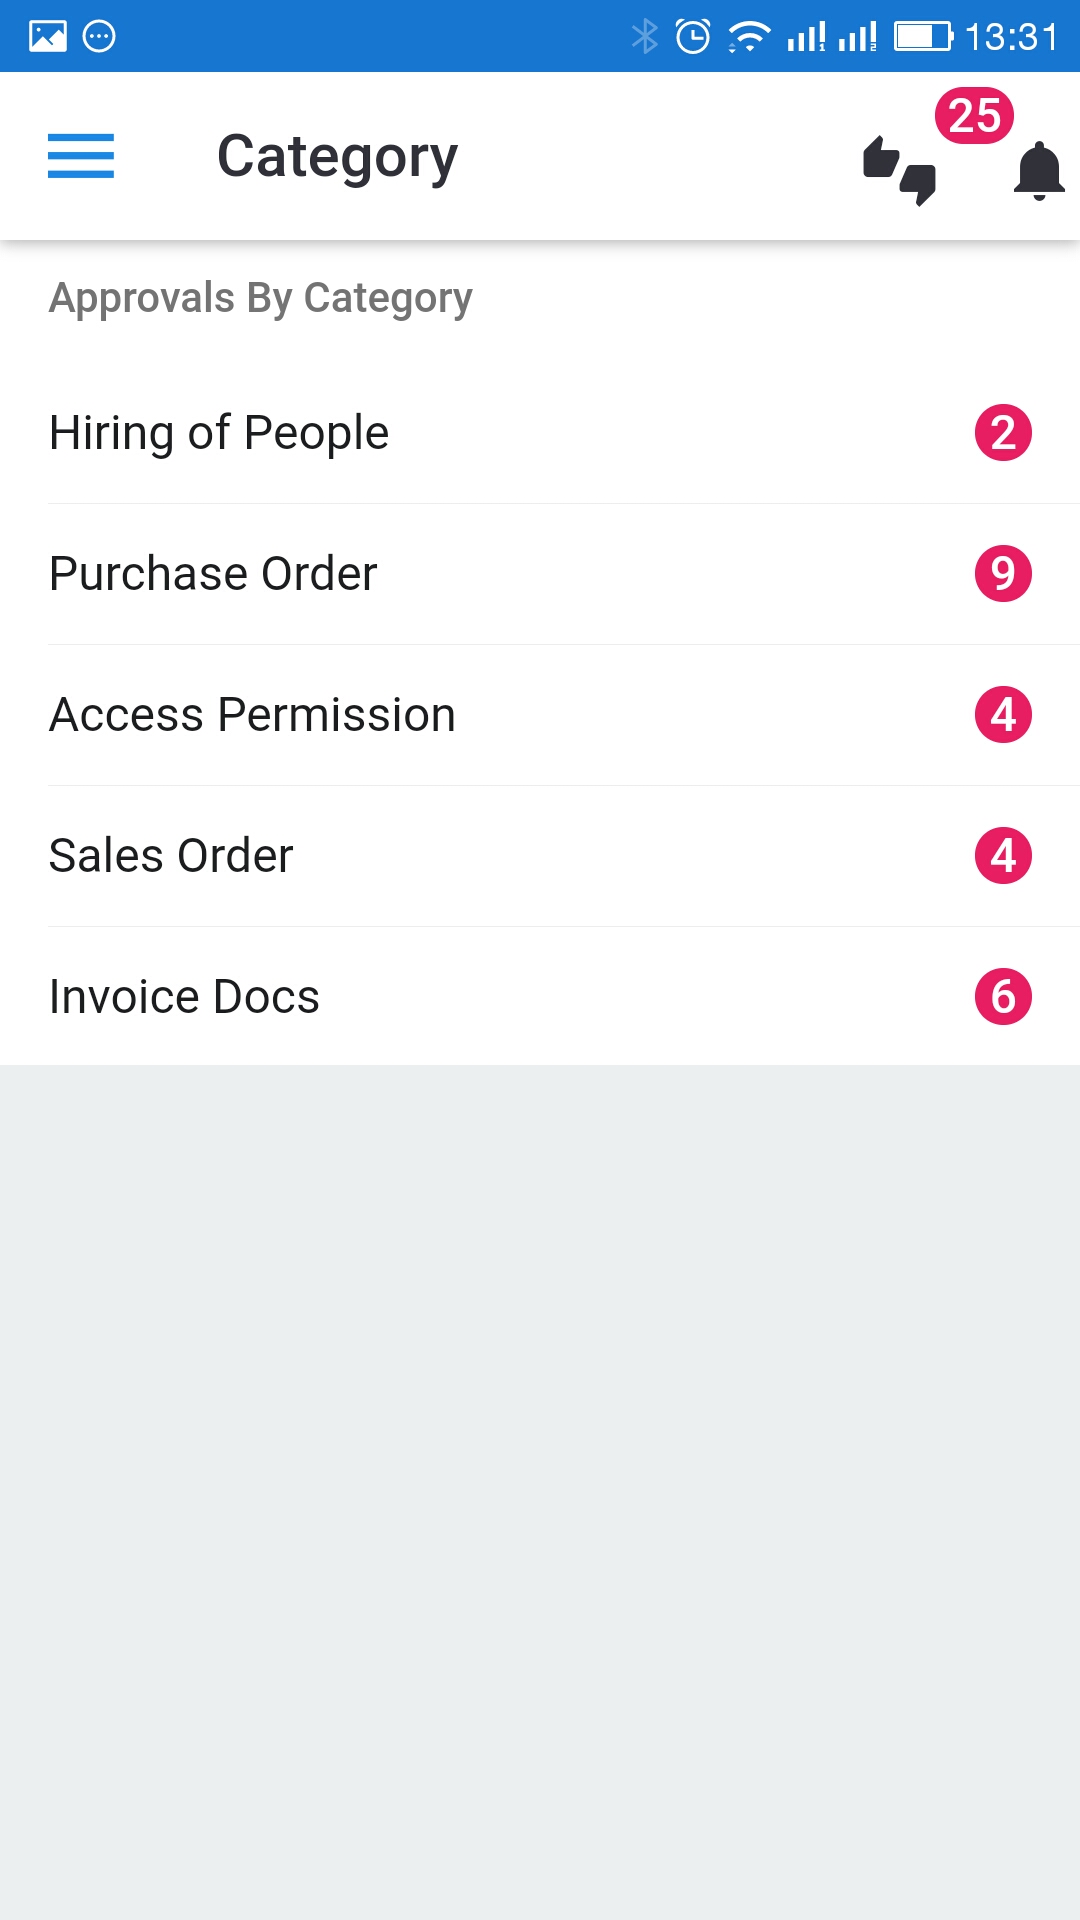 13:31
Category
25
Approvals By Category
Hiring of People 2
Purchase Order 9
Access Permission 4
Sales Order 4
Invoice Docs 6